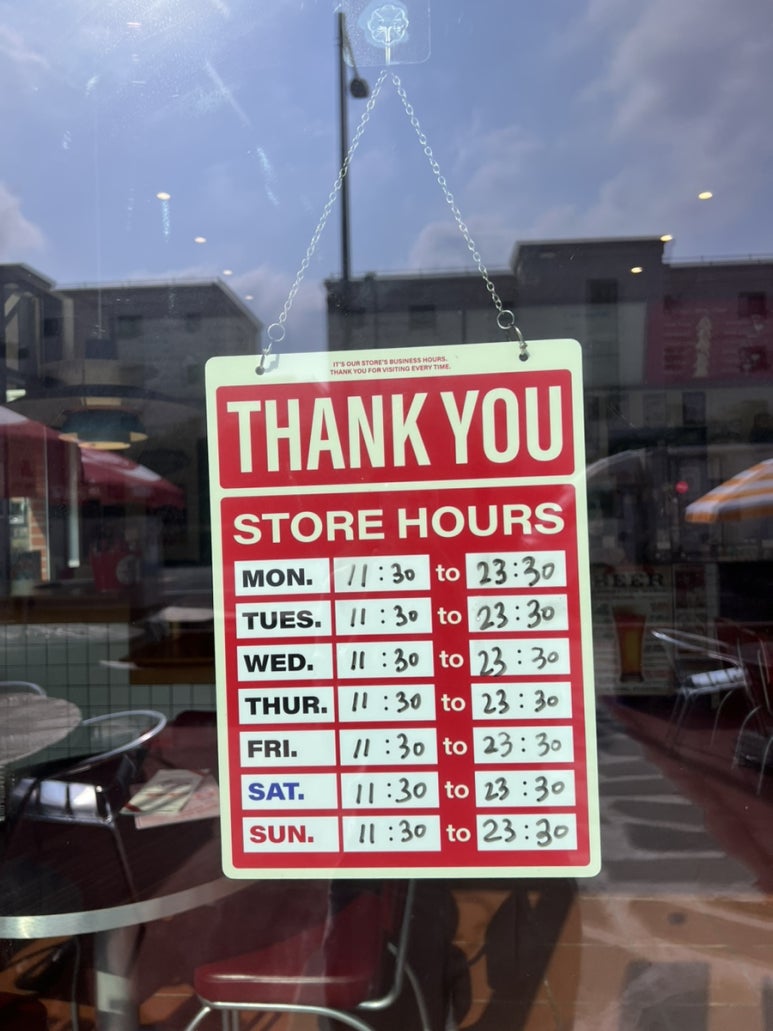 IT'S OUR STORE'S BUSINESS HOURS.
THANK YOU FOR VISITING EVERY TIME.
THANK YOU
STORE HOURS
MON. 11:30 to 23:30
TUES. 11:30 to 23:30
WED. 11:30 to 23:30
THUR. 11:30 to 23:30
FRI. 11:30 to 23:30
SAT. 11:30 to 23:30
SUN. 11:30 to 23:30
BEER